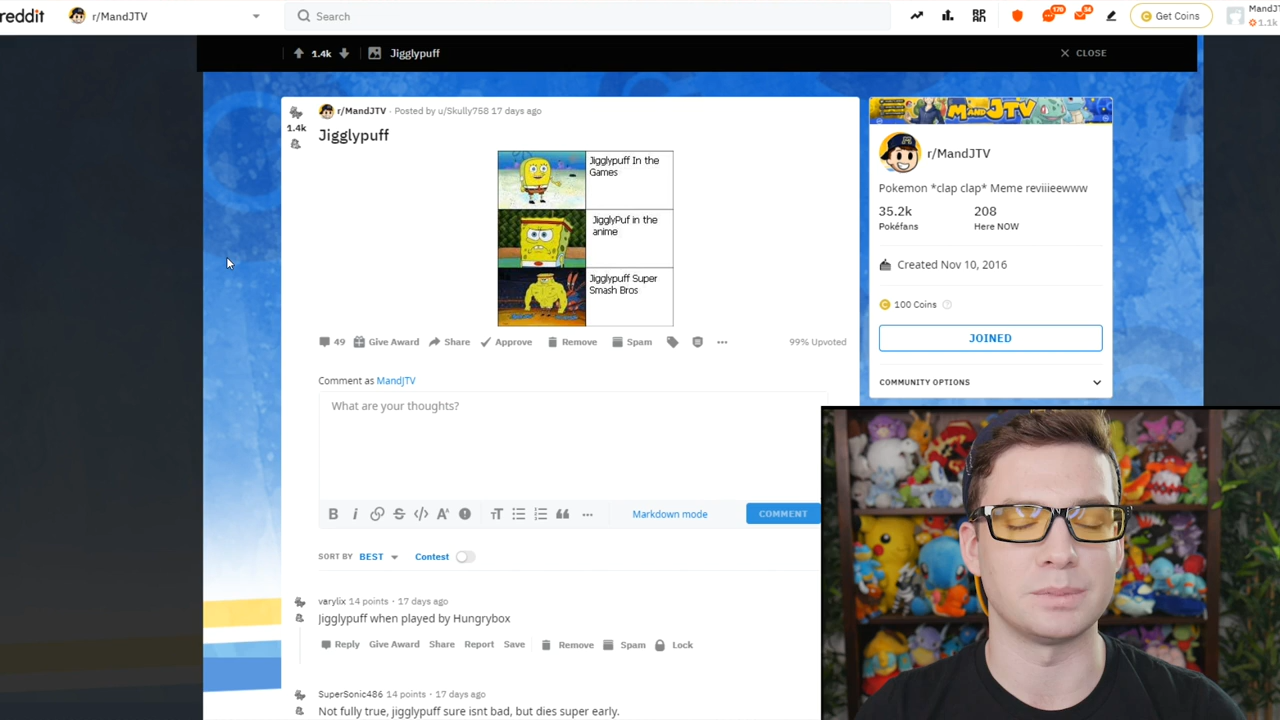 reddit
r/MandJTV
Search
170
34
Get Coins
MandJT
1.1k
1.4k
Jigglypuff
CLOSE
r/MandJTV · Posted by u/Skully758 17 days ago
1.4k
Jigglypuff
Jigglypuff In the
Games
JigglyPuf in the
anime
Jigglypuff Super
Smash Bros
49 Give Award Share Approve Remove Spam ··· 99% Upvoted
Comment as MandJTV
What are your thoughts?
B i S </> A T ··· Markdown mode COMMENT
SORT BY BEST Contest
varylix 14 points · 17 days ago
Jigglypuff when played by Hungrybox
Reply Give Award Share Report Save Remove Spam Lock
SuperSonic486 14 points · 17 days ago
Not fully true, jigglypuff sure isnt bad, but dies super early.
MANDJTV
r/MandJTV
Pokemon *clap clap* Meme reviiieewww
35.2k 208
Pokéfans Here NOW
Created Nov 10, 2016
100 Coins
JOINED
COMMUNITY OPTIONS